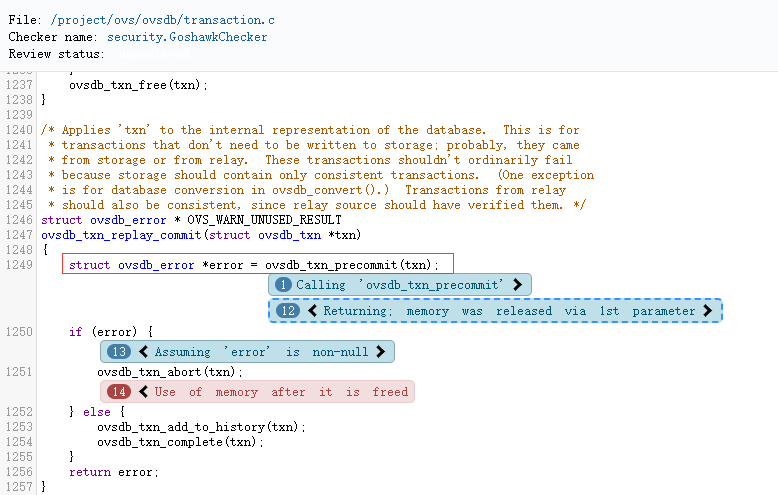 File: /project/ovs/ovsdb/transaction.c
Checker name: security.GoshawkChecker
Review status:
1237 ovsdb_txn_free(txn);
1238 }
1239
1240 /* Applies 'txn' to the internal representation of the database.  This is for
1241  * transactions that don't need to be written to storage; probably, they came
1242  * from storage or from relay.  These transactions shouldn't ordinarily fail
1243  * because storage should contain only consistent transactions.  (One exception
1244  * is for database conversion in ovsdb_convert().)  Transactions from relay
1245  * should also be consistent, since relay source should have verified them. */
1246 struct ovsdb_error * OVS_WARN_UNUSED_RESULT
1247 ovsdb_txn_replay_commit(struct ovsdb_txn *txn)
1248 {
1249     struct ovsdb_error *error = ovsdb_txn_precommit(txn);
1 Calling 'ovsdb_txn_precommit' >
12 < Returning; memory was released via 1st parameter >
1250     if (error) {
13 < Assuming 'error' is non-null >
1251         ovsdb_txn_abort(txn);
14 < Use of memory after it is freed
1252     } else {
1253         ovsdb_txn_add_to_history(txn);
1254         ovsdb_txn_complete(txn);
1255     }
1256     return error;
1257 }